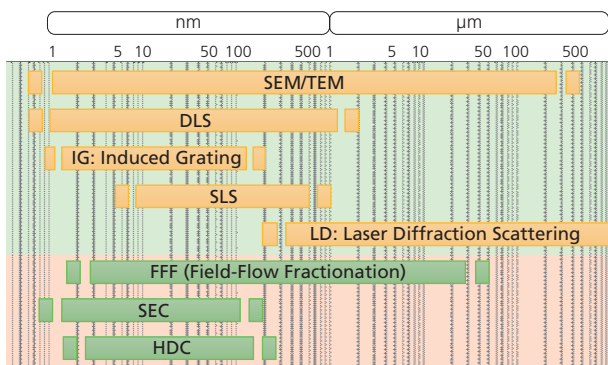 nm μm
1 5 10 50 100 500 1 5 10 50 100 500
SEM/TEM
DLS
IG: Induced Grating
SLS
LD: Laser Diffraction Scattering
FFF (Field-Flow Fractionation)
SEC
HDC